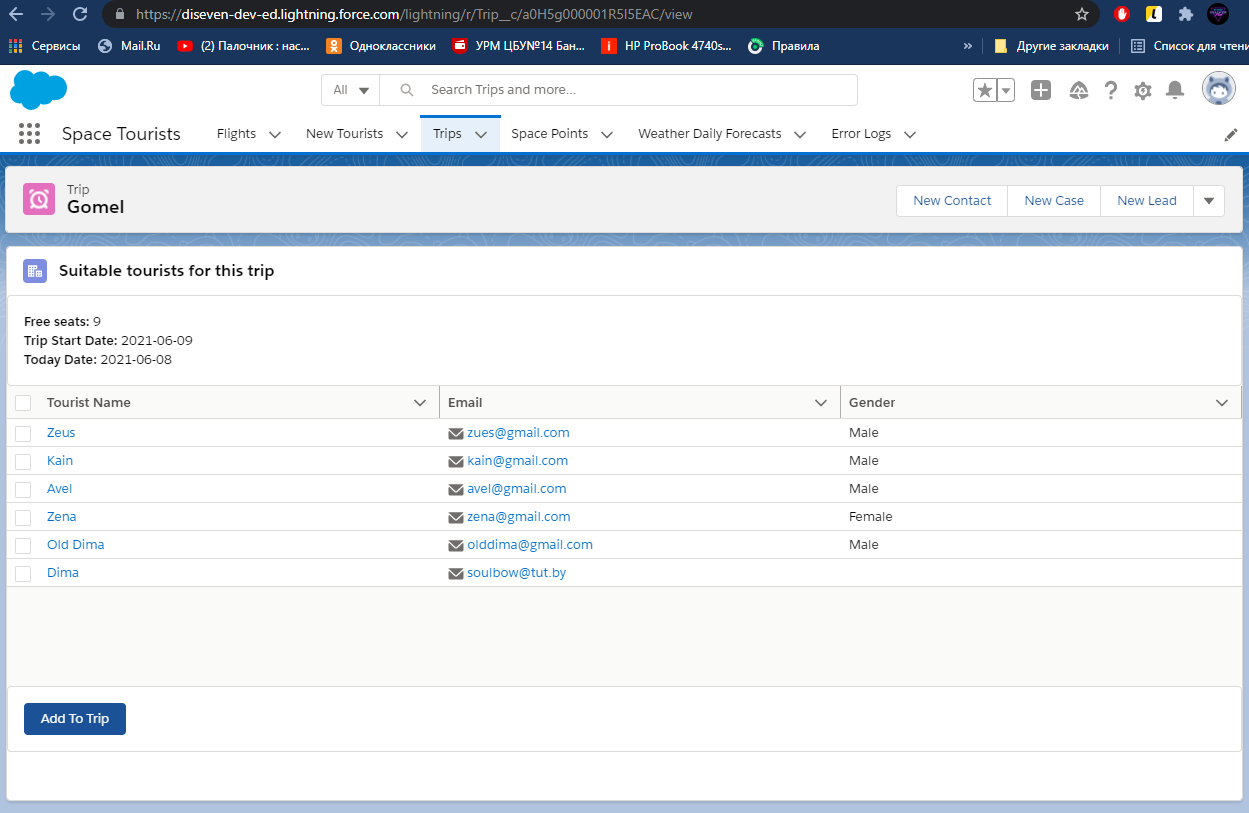 https://diseven-dev-ed.lightning.force.com/lightning/r/Trip__c/a0H5g000001R5I5EAC/view
Сервисы Mail.Ru (2) Палочник : нас... Одноклассники УРМ ЦБУ№14 Бан... HP ProBook 4740s... Правила » Другие закладки Список для чтени
All Search Trips and more...
Space Tourists Flights New Tourists Trips Space Points Weather Daily Forecasts Error Logs
Trip
Gomel
New Contact New Case New Lead
Suitable tourists for this trip
Free seats: 9
Trip Start Date: 2021-06-09
Today Date: 2021-06-08
Tourist Name Email Gender
Zeus zues@gmail.com Male
Kain kain@gmail.com Male
Avel avel@gmail.com Male
Zena zena@gmail.com Female
Old Dima olddima@gmail.com Male
Dima soulbow@tut.by
Add To Trip